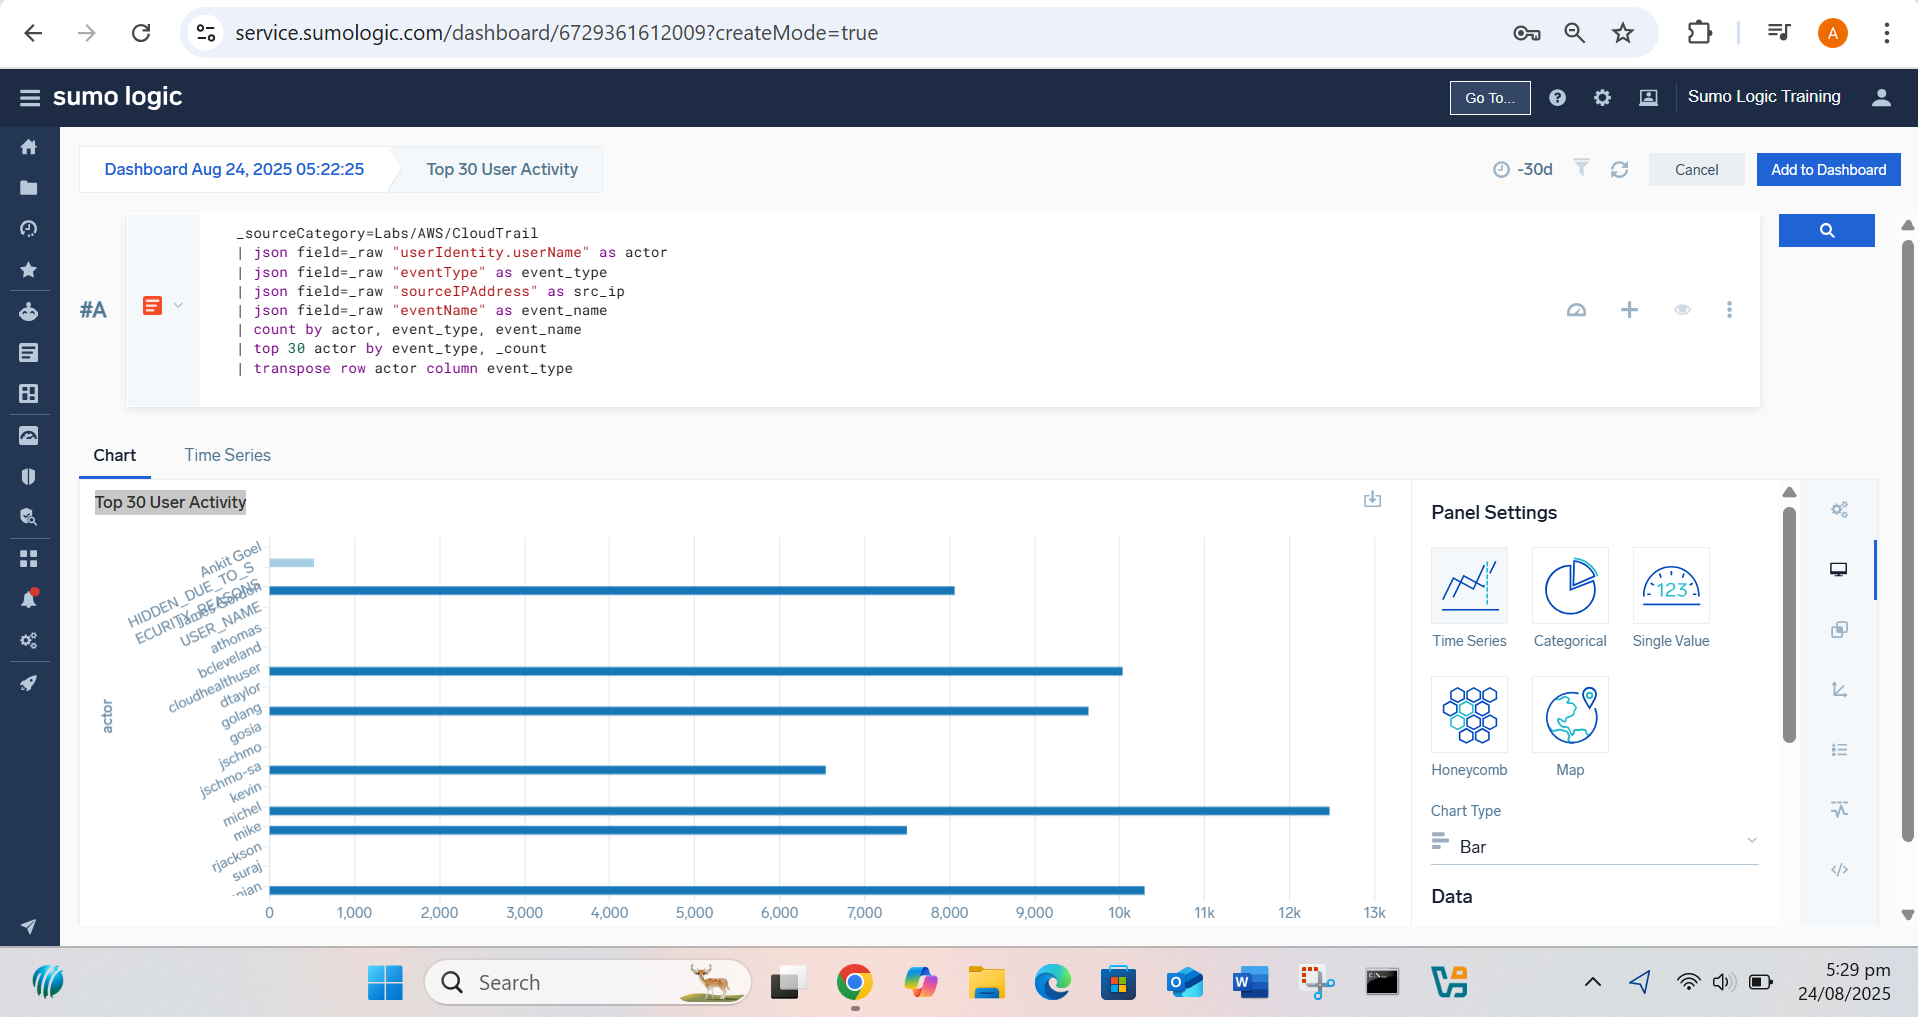 service.sumologic.com/dashboard/6729361612009?createMode=true
A
sumo logic
Go To...
Sumo Logic Training
Dashboard Aug 24, 2025 05:22:25
Top 30 User Activity
-30d
Cancel
Add to Dashboard
#A
_sourceCategory=Labs/AWS/CloudTrail
| json field=_raw "userIdentity.userName" as actor
| json field=_raw "eventType" as event_type
| json field=_raw "sourceIPAddress" as src_ip
| json field=_raw "eventName" as event_name
| count by actor, event_type, event_name
| top 30 actor by event_type, _count
| transpose row actor column event_type
Chart
Time Series
Top 30 User Activity
actor
Ankit Goel
HIDDEN_DUE_TO_S
ECURITY_REASONS
James Gordon
USER_NAME
athomas
bcleveland
cloudhealthuser
dtaylor
golang
gosia
jschmo
jschmo-sa
kevin
michel
mike
rjackson
suraj
0
1,000
2,000
3,000
4,000
5,000
6,000
7,000
8,000
9,000
10k
11k
12k
13k
Panel Settings
123
Time Series
Categorical
Single Value
Honeycomb
Map
Chart Type
Bar
Data
Search
5:29 pm
24/08/2025